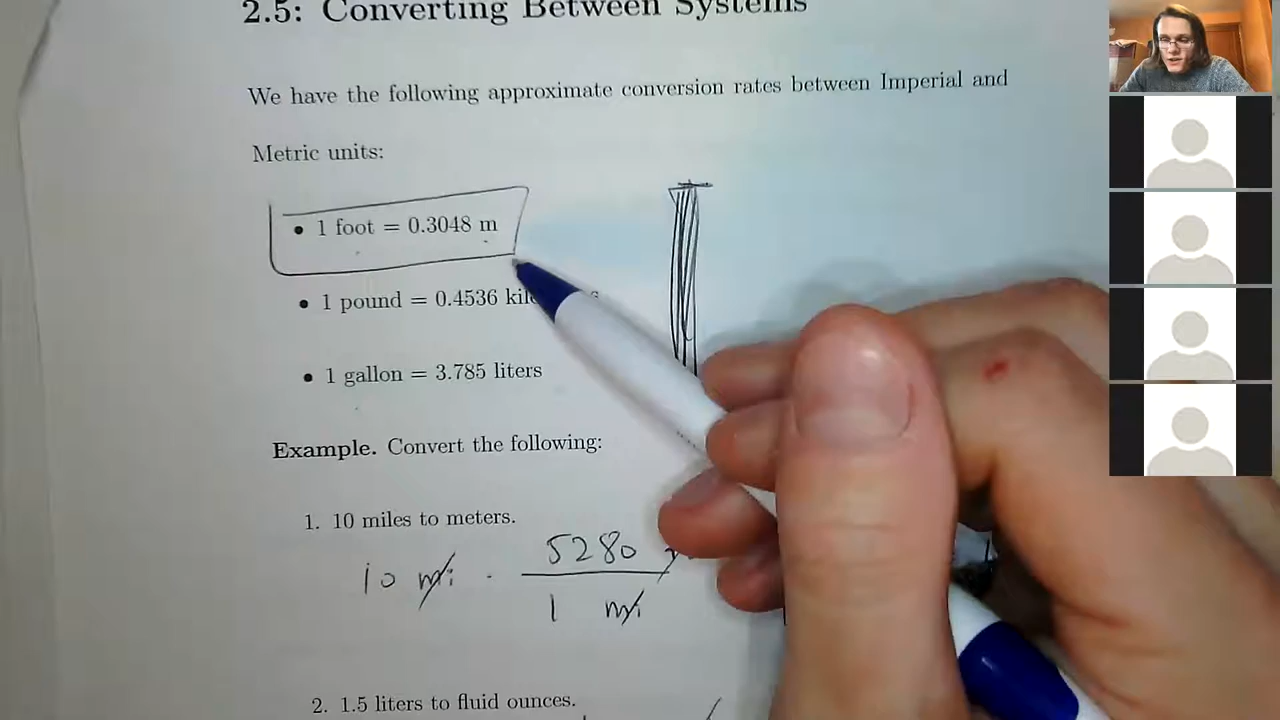 2.5: Converting Between Systems
We have the following approximate conversion rates between Imperial and
Metric units:
• 1 foot = 0.3048 m
• 1 pound = 0.4536
• 1 gallon = 3.785 liters
Example. Convert the following:
1. 10 miles to meters.
10 mi · 5280
1 mi
2. 1.5 liters to fluid ounces.